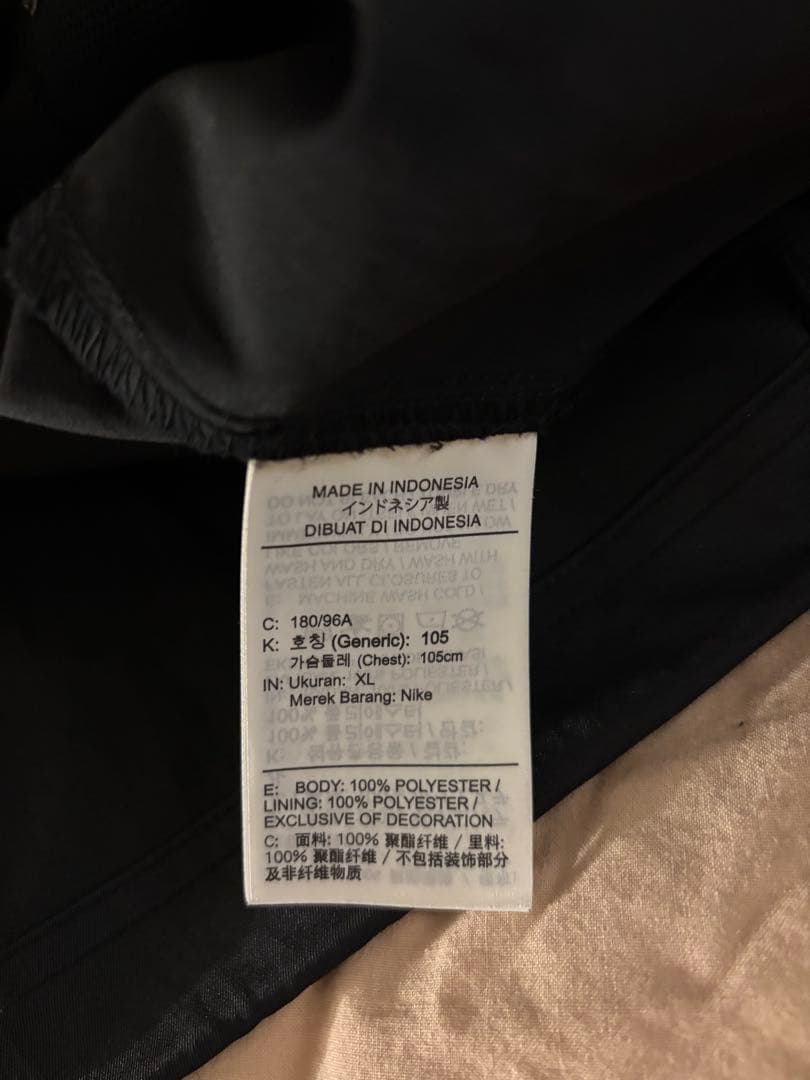 MADE IN INDONESIA
インドネシア製
DIBUAT DI INDONESIA
C: 180/96A
K: 호칭 (Generic): 105
가슴둘레 (Chest): 105cm
IN: Ukuran: XL
Merek Barang: Nike
E: BODY: 100% POLYESTER /
LINING: 100% POLYESTER /
EXCLUSIVE OF DECORATION
C: 面料: 100% 聚酯纤维 / 里料:
100% 聚酯纤维 / 不包括装饰部分
及非纤维物质